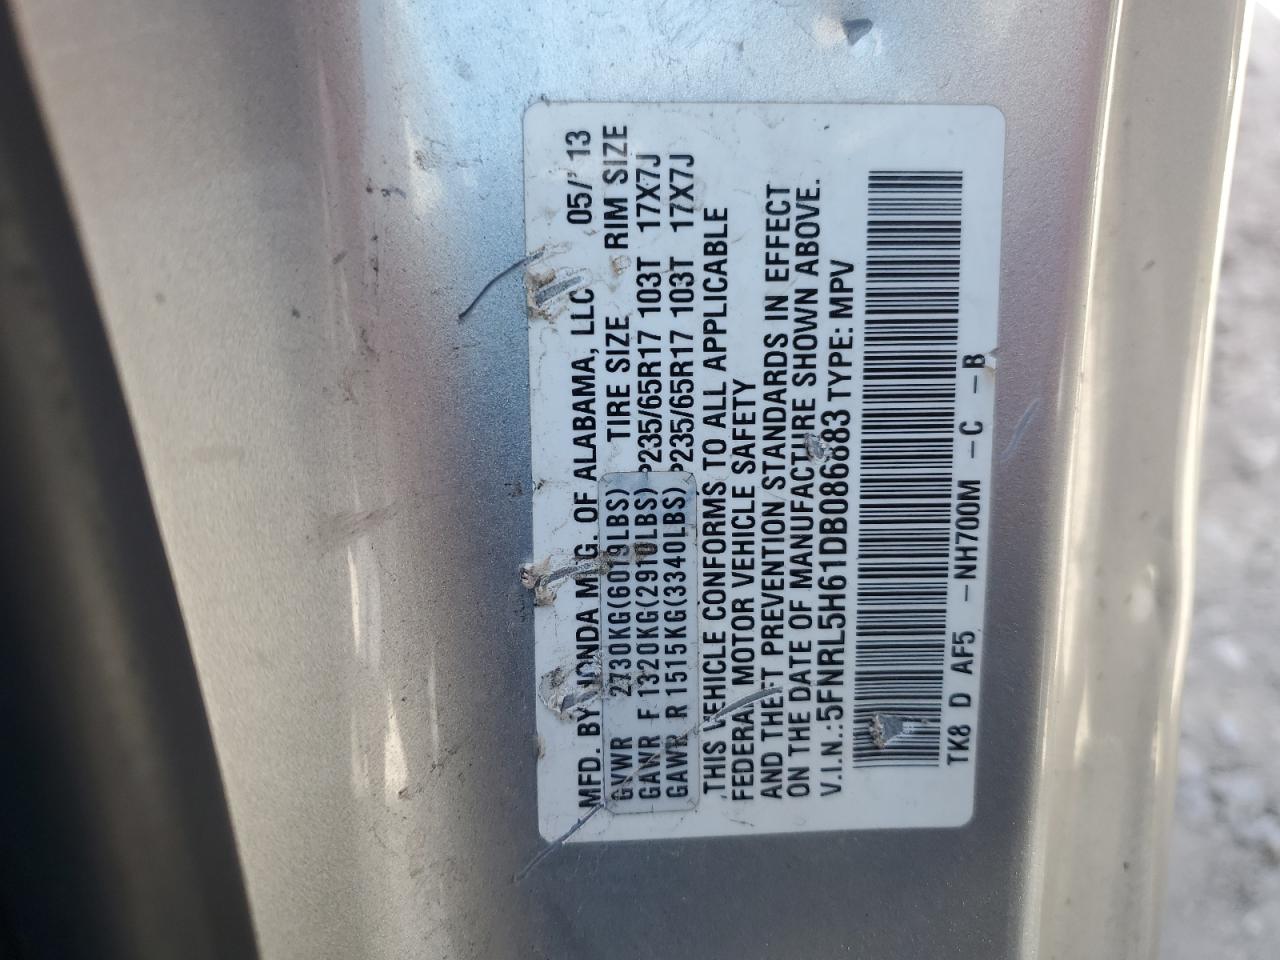 MFD. BY HONDA MFG. OF ALABAMA, LLC 05/'13
GVWR 2730KG(6019LBS) TIRE SIZE RIM SIZE
GAWR F 1320KG(2910LBS) P235/65R17 103T 17X7J
GAWR R 1515KG(3340LBS) P235/65R17 103T 17X7J
THIS VEHICLE CONFORMS TO ALL APPLICABLE
FEDERAL MOTOR VEHICLE SAFETY
AND THEFT PREVENTION STANDARDS IN EFFECT
ON THE DATE OF MANUFACTURE SHOWN ABOVE.
V.I.N.:5FNRL5H61DB086883 TYPE: MPV
TK8 D AF5 -NH700M -C -B